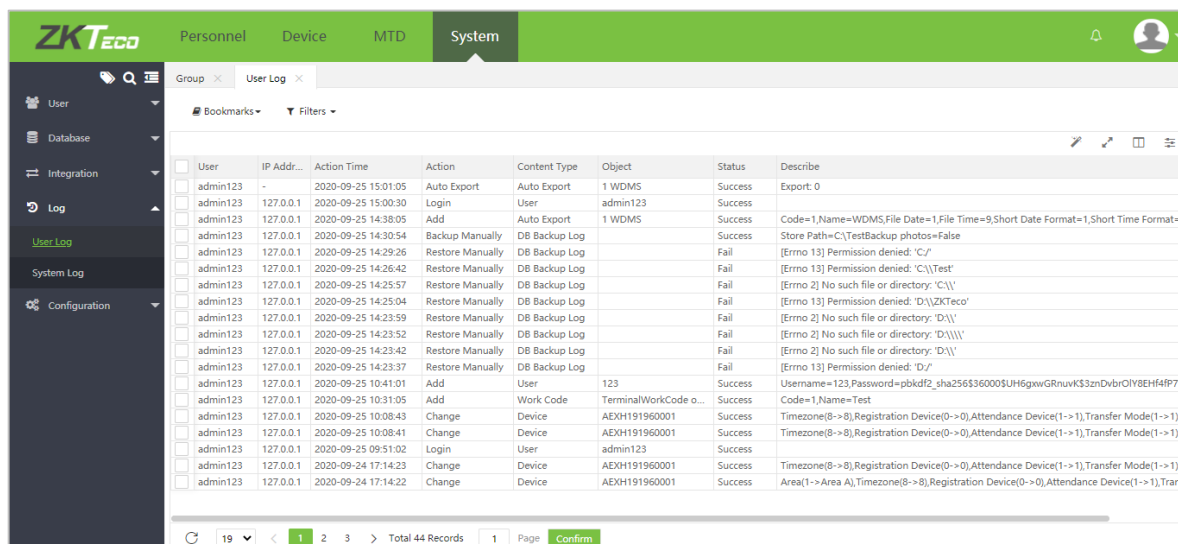 ZKTeco Personnel Device MTD System
Group × User Log ×
User
Bookmarks Filters
Database
Integration
Log
User Log
System Log
Configuration
User IP Addr... Action Time Action Content Type Object Status Describe
admin123 - 2020-09-25 15:01:05 Auto Export Auto Export 1 WDMS Success Export: 0
admin123 127.0.0.1 2020-09-25 15:00:30 Login User admin123 Success
admin123 127.0.0.1 2020-09-25 14:38:05 Add Auto Export 1 WDMS Success Code=1,Name=WDMS,File Date=1,File Time=9,Short Date Format=1,Short Time Format=
admin123 127.0.0.1 2020-09-25 14:30:54 Backup Manually DB Backup Log Success Store Path=C:\TestBackup photos=False
admin123 127.0.0.1 2020-09-25 14:29:26 Restore Manually DB Backup Log Fail [Errno 13] Permission denied: 'C:/'
admin123 127.0.0.1 2020-09-25 14:26:42 Restore Manually DB Backup Log Fail [Errno 13] Permission denied: 'C:\\Test'
admin123 127.0.0.1 2020-09-25 14:25:57 Restore Manually DB Backup Log Fail [Errno 2] No such file or directory: 'C:\\'
admin123 127.0.0.1 2020-09-25 14:25:04 Restore Manually DB Backup Log Fail [Errno 13] Permission denied: 'D:\\ZKTeco'
admin123 127.0.0.1 2020-09-25 14:23:59 Restore Manually DB Backup Log Fail [Errno 2] No such file or directory: 'D:\\'
admin123 127.0.0.1 2020-09-25 14:23:52 Restore Manually DB Backup Log Fail [Errno 2] No such file or directory: 'D:\\\\'
admin123 127.0.0.1 2020-09-25 14:23:42 Restore Manually DB Backup Log Fail [Errno 2] No such file or directory: 'D:\\'
admin123 127.0.0.1 2020-09-25 14:23:37 Restore Manually DB Backup Log Fail [Errno 13] Permission denied: 'D:/'
admin123 127.0.0.1 2020-09-25 10:41:01 Add User 123 Success Username=123,Password=pbkdf2_sha256$36000$UH6gxwGRnuvK$3znDvbrOlY8EHf4fP7
admin123 127.0.0.1 2020-09-25 10:31:05 Add Work Code TerminalWorkCode o... Success Code=1,Name=Test
admin123 127.0.0.1 2020-09-25 10:08:43 Change Device AEXH191960001 Success Timezone(8->8),Registration Device(0->0),Attendance Device(1->1),Transfer Mode(1->1)
admin123 127.0.0.1 2020-09-25 10:08:41 Change Device AEXH191960001 Success Timezone(8->8),Registration Device(0->0),Attendance Device(1->1),Transfer Mode(1->1)
admin123 127.0.0.1 2020-09-25 09:51:02 Login User admin123 Success
admin123 127.0.0.1 2020-09-24 17:14:23 Change Device AEXH191960001 Success Timezone(8->8),Registration Device(0->0),Attendance Device(1->1),Transfer Mode(1->1)
admin123 127.0.0.1 2020-09-24 17:14:22 Change Device AEXH191960001 Success Area(1->Area A),Timezone(8->8),Registration Device(0->0),Attendance Device(1->1),Tran
19 < 1 2 3 > Total 44 Records 1 Page Confirm